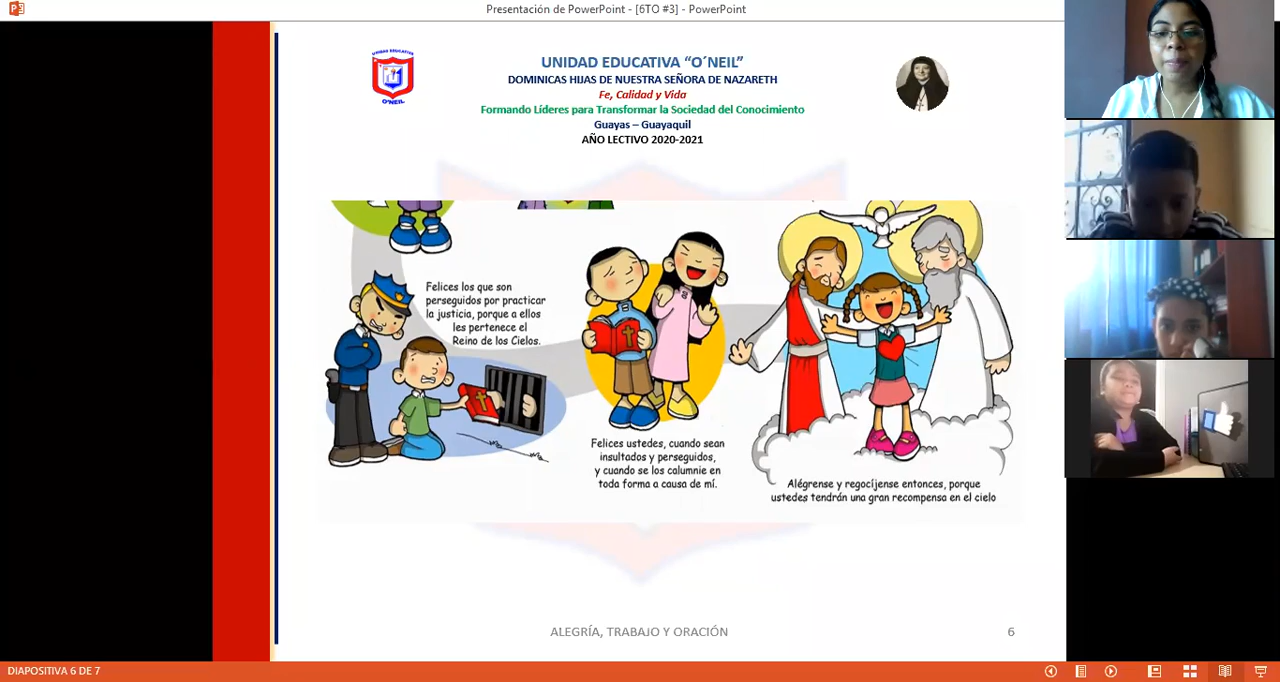 Presentación de PowerPoint - [6TO #3] - PowerPoint
UNIDAD EDUCATIVA
O´NEIL
UNIDAD EDUCATIVA “O´NEIL”
DOMINICAS HIJAS DE NUESTRA SEÑORA DE NAZARETH
Fe, Calidad y Vida
Formando Líderes para Transformar la Sociedad del Conocimiento
Guayas – Guayaquil
AÑO LECTIVO 2020-2021
Felices los que son
perseguidos por practicar
la justicia, porque a ellos
les pertenece el
Reino de los Cielos.
Felices ustedes, cuando sean
insultados y perseguidos,
y cuando se los calumnie en
toda forma a causa de mí.
Alégrense y regocíjense entonces, porque
ustedes tendrán una gran recompensa en el cielo
ALEGRÍA, TRABAJO Y ORACIÓN
6
DIAPOSITIVA 6 DE 7